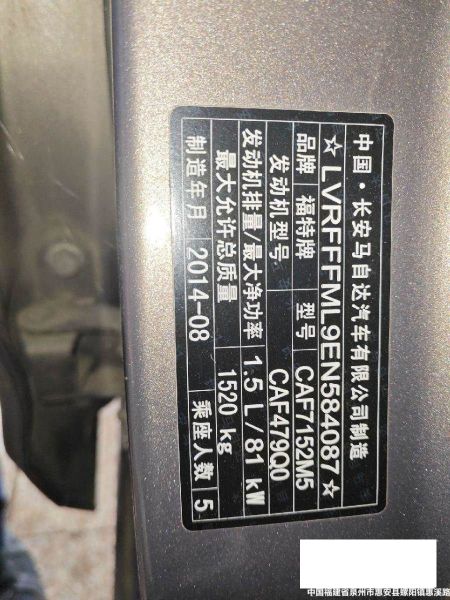 中国·长安马自达汽车有限公司制造
☆LVRFFFML9EN584087☆
品牌 福特牌 型号 CAF7152M5
发动机型号 CAF479Q0
发动机排量/最大净功率 1.5 L / 81 kW
最大允许总质量 1520 kg
制造年月 2014-08 乘座人数 5
中国福建省泉州市惠安县螺阳镇惠溪路